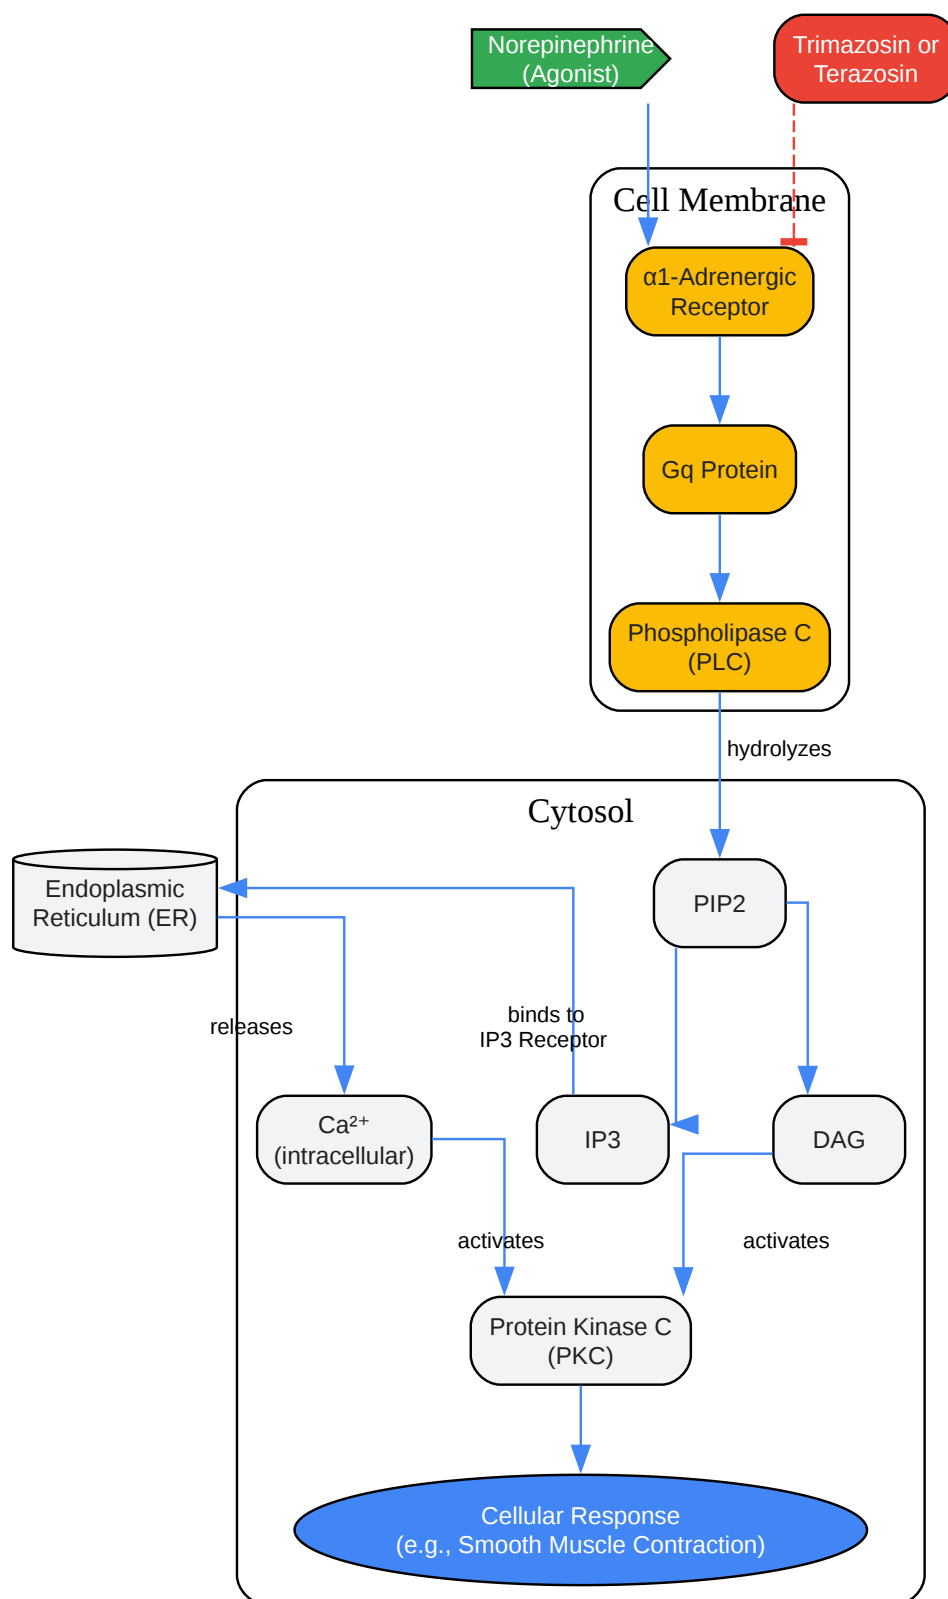 Norepinephrine
(Agonist)
Trimazosin or
Terazosin
Cell Membrane
α1-Adrenergic
Receptor
Gq Protein
Phospholipase C
(PLC)
hydrolyzes
Cytosol
Endoplasmic
Reticulum (ER)
PIP2
releases
binds to
IP3 Receptor
Ca²⁺
(intracellular)
IP3
DAG
activates
activates
Protein Kinase C
(PKC)
Cellular Response
(e.g., Smooth Muscle Contraction)